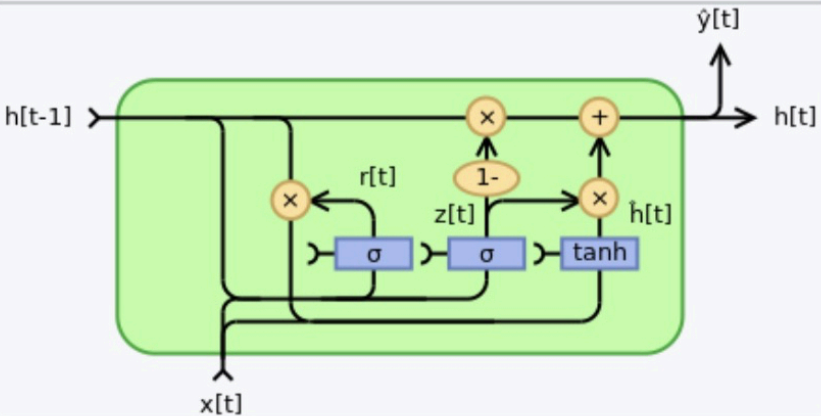 ŷ[t]
h[t-1]
×
+
h[t]
r[t]
1-
×
z[t]
×
ĥ[t]
σ
σ
tanh
x[t]